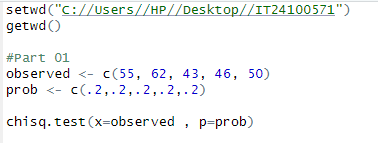 setwd("C://Users//HP//Desktop//IT24100571")
getwd()
#Part 01
observed <- c(55, 62, 43, 46, 50)
prob <- c(.2,.2,.2,.2,.2)
chisq.test(x=observed , p=prob)